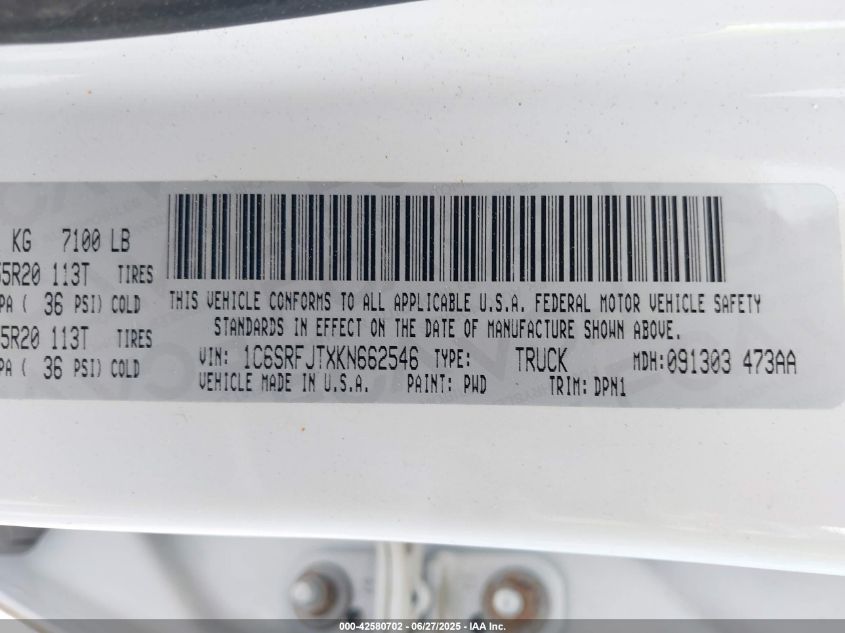 KG 7100 LB
5R20 113T TIRES
PA ( 36 PSI) COLD
5R20 113T TIRES
PA ( 36 PSI) COLD
THIS VEHICLE CONFORMS TO ALL APPLICABLE U.S.A. FEDERAL MOTOR VEHICLE SAFETY
STANDARDS IN EFFECT ON THE DATE OF MANUFACTURE SHOWN ABOVE.
VIN: 1C6SRFJTXKN662546 TYPE: TRUCK MDH:091303 473AA
VEHICLE MADE IN U.S.A. PAINT: PWD TRIM: DPN1
000-42580702 - 06/27/2025 - IAA Inc.